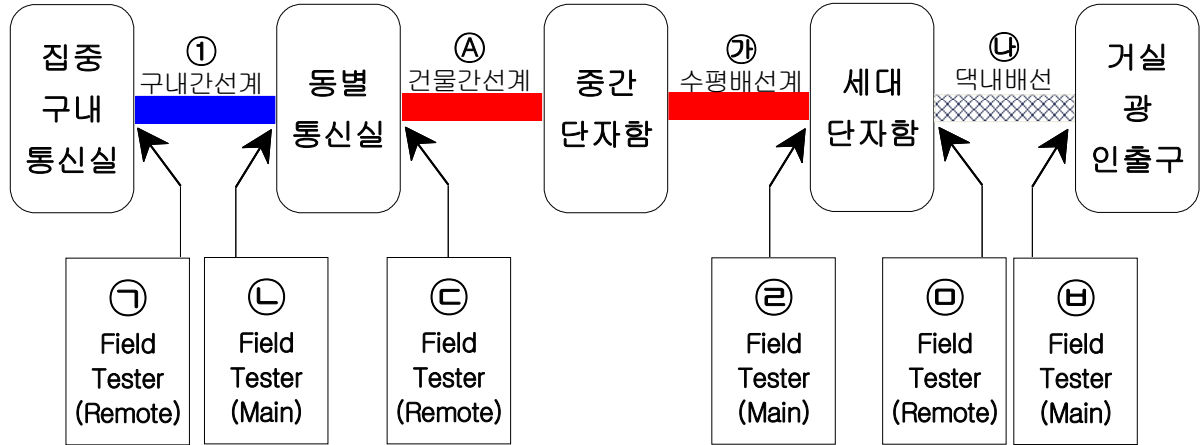 집중
구내
통신실
①
구내간선계
동별
통신실
Ⓐ
건물간선계
중간
단자함
㉮
수평배선계
세대
단자함
㉯
댁내배선
거실
광
인출구
㉠
Field
Tester
(Remote)
㉡
Field
Tester
(Main)
㉢
Field
Tester
(Remote)
㉣
Field
Tester
(Main)
㉤
Field
Tester
(Remote)
㉥
Field
Tester
(Main)